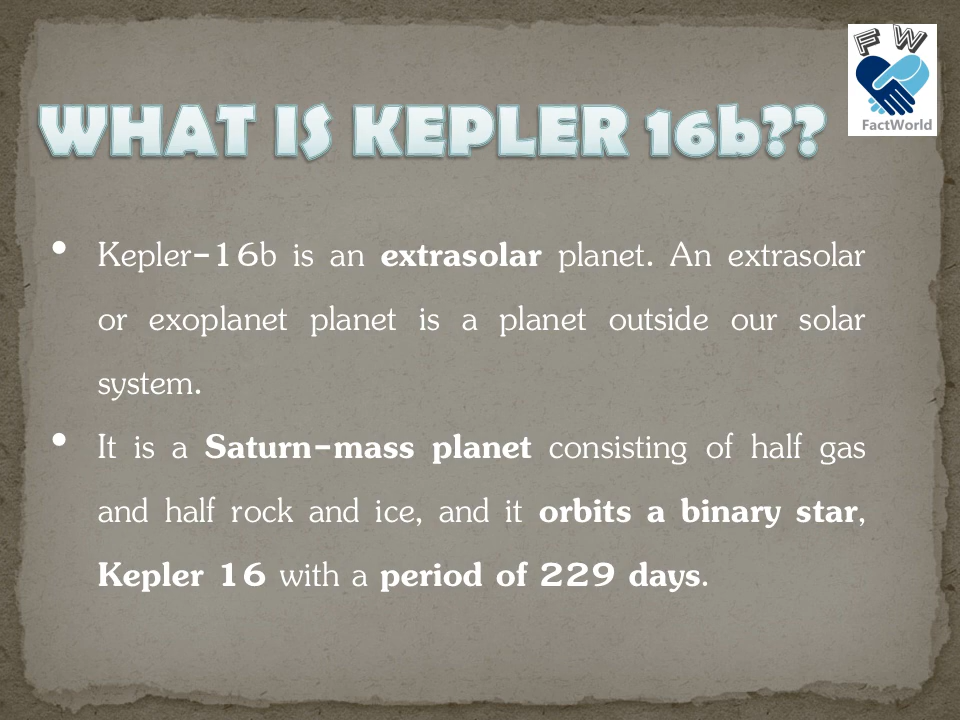 F W
FactWorld
WHAT IS KEPLER 16b??
• Kepler-16b is an extrasolar planet. An extrasolar
or exoplanet planet is a planet outside our solar
system.
• It is a Saturn-mass planet consisting of half gas
and half rock and ice, and it orbits a binary star,
Kepler 16 with a period of 229 days.